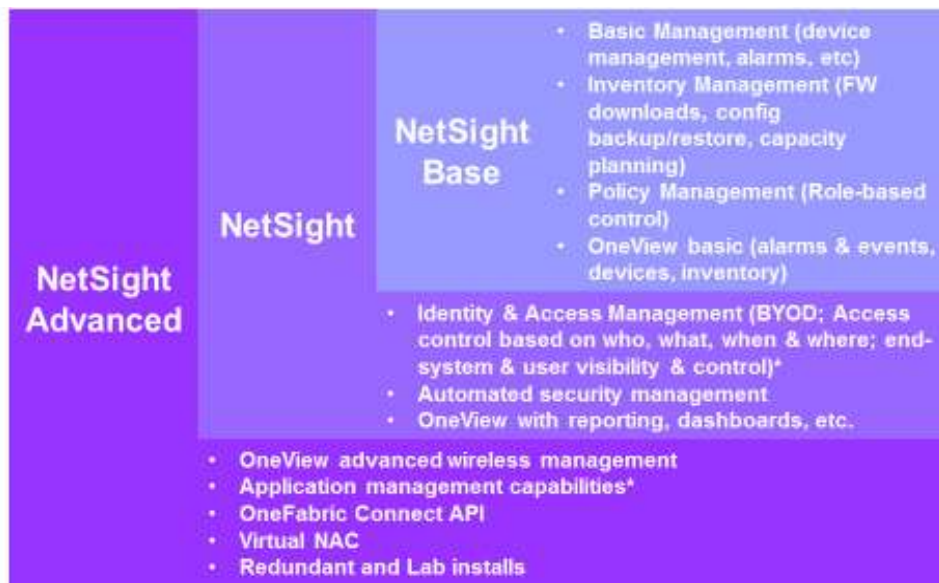 • Basic Management (device
management, alarms, etc)
• Inventory Management (FW
downloads, config
backup/restore, capacity
planning)
• Policy Management (Role-based
control)
• OneView basic (alarms & events,
devices, inventory)
NetSight
Base
NetSight
NetSight
Advanced
• Identity & Access Management (BYOD; Access
control based on who, what, when & where; end-
system & user visibility & control)*
• Automated security management
• OneView with reporting, dashboards, etc.
• OneView advanced wireless management
• Application management capabilities*
• OneFabric Connect API
• Virtual NAC
• Redundant and Lab installs